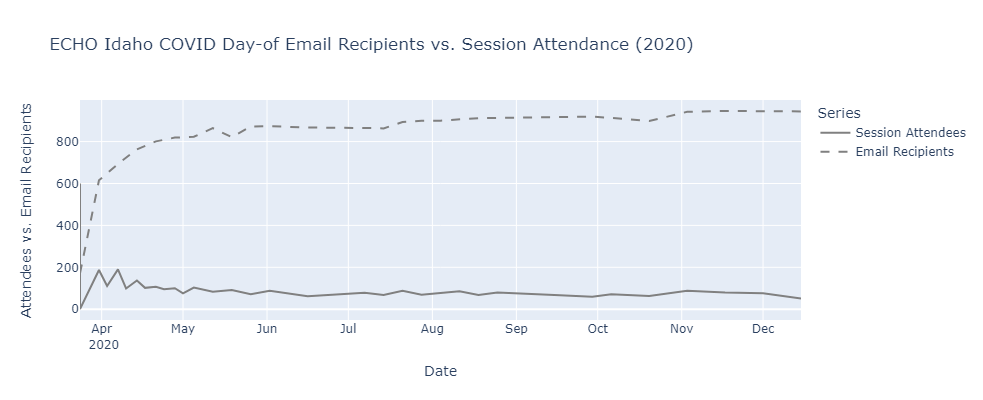 ECHO Idaho COVID Day-of Email Recipients vs. Session Attendance (2020)
Attendees vs. Email Recipients
800
600
400
200
0
Apr May Jun Jul Aug Sep Oct Nov Dec
2020
Date
Series
Session Attendees
Email Recipients